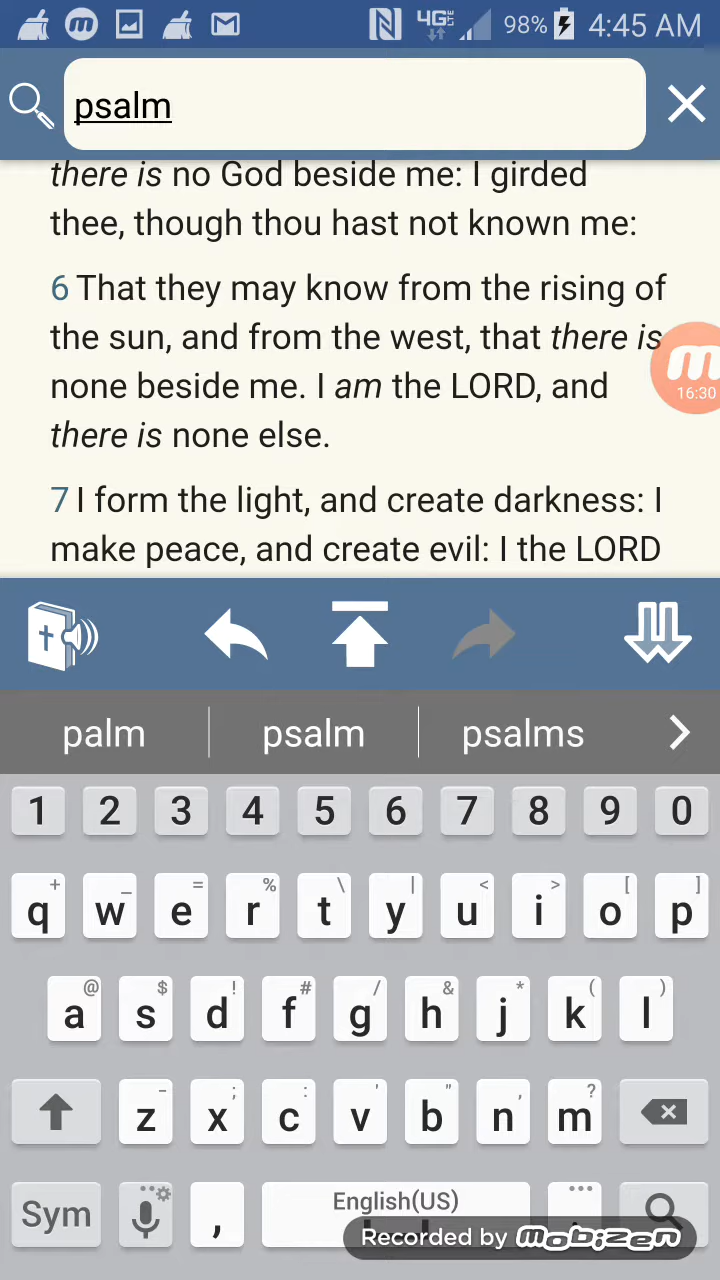 4G LTE 98% 4:45 AM
psalm
there is no God beside me: I girded
thee, though thou hast not known me:
6 That they may know from the rising of
the sun, and from the west, that there is
none beside me. I am the LORD, and
there is none else.
7 I form the light, and create darkness: I
make peace, and create evil: I the LORD
m
16:30
palm psalm psalms
1 2 3 4 5 6 7 8 9 0
+ _ = % \ | < > [ ]
q w e r t y u i o p
@ $ ! # / & * ( )
a s d f g h j k l
- ; : ' " , ?
z x c v b n m
Sym , English(US)
Recorded by mobizen